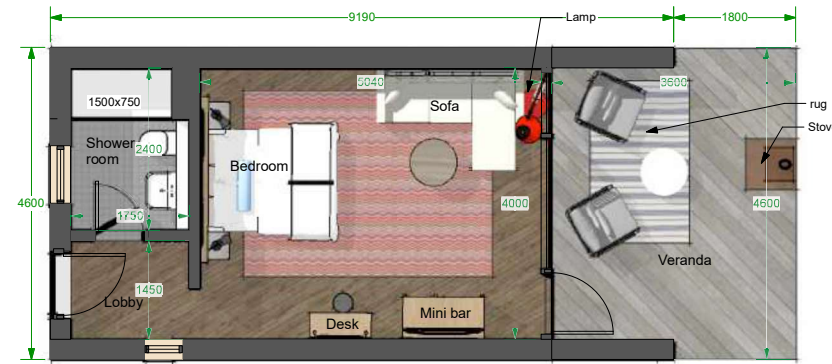 9190
1800
Lamp
5040
3600
1500x750
Sofa
rug
Stov
Shower
room
2400
Bedroom
4600
1750
4000
4600
Veranda
1450
Lobby
Desk
Mini bar